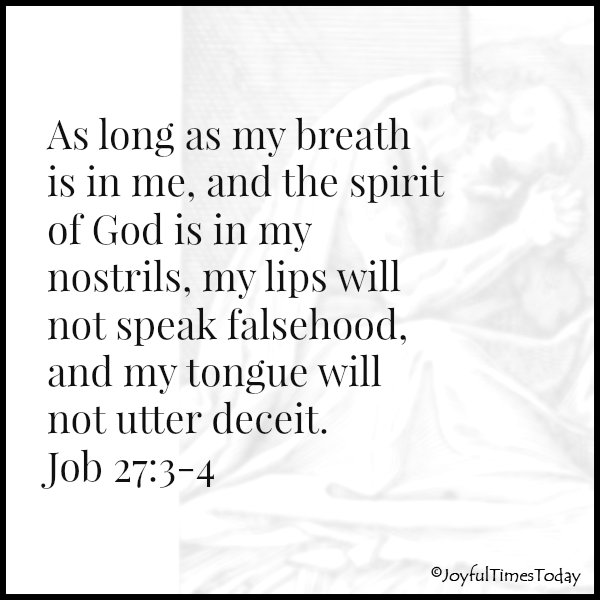 As long as my breath
is in me, and the spirit
of God is in my
nostrils, my lips will
not speak falsehood,
and my tongue will
not utter deceit.
Job 27:3-4
©JoyfulTimesToday